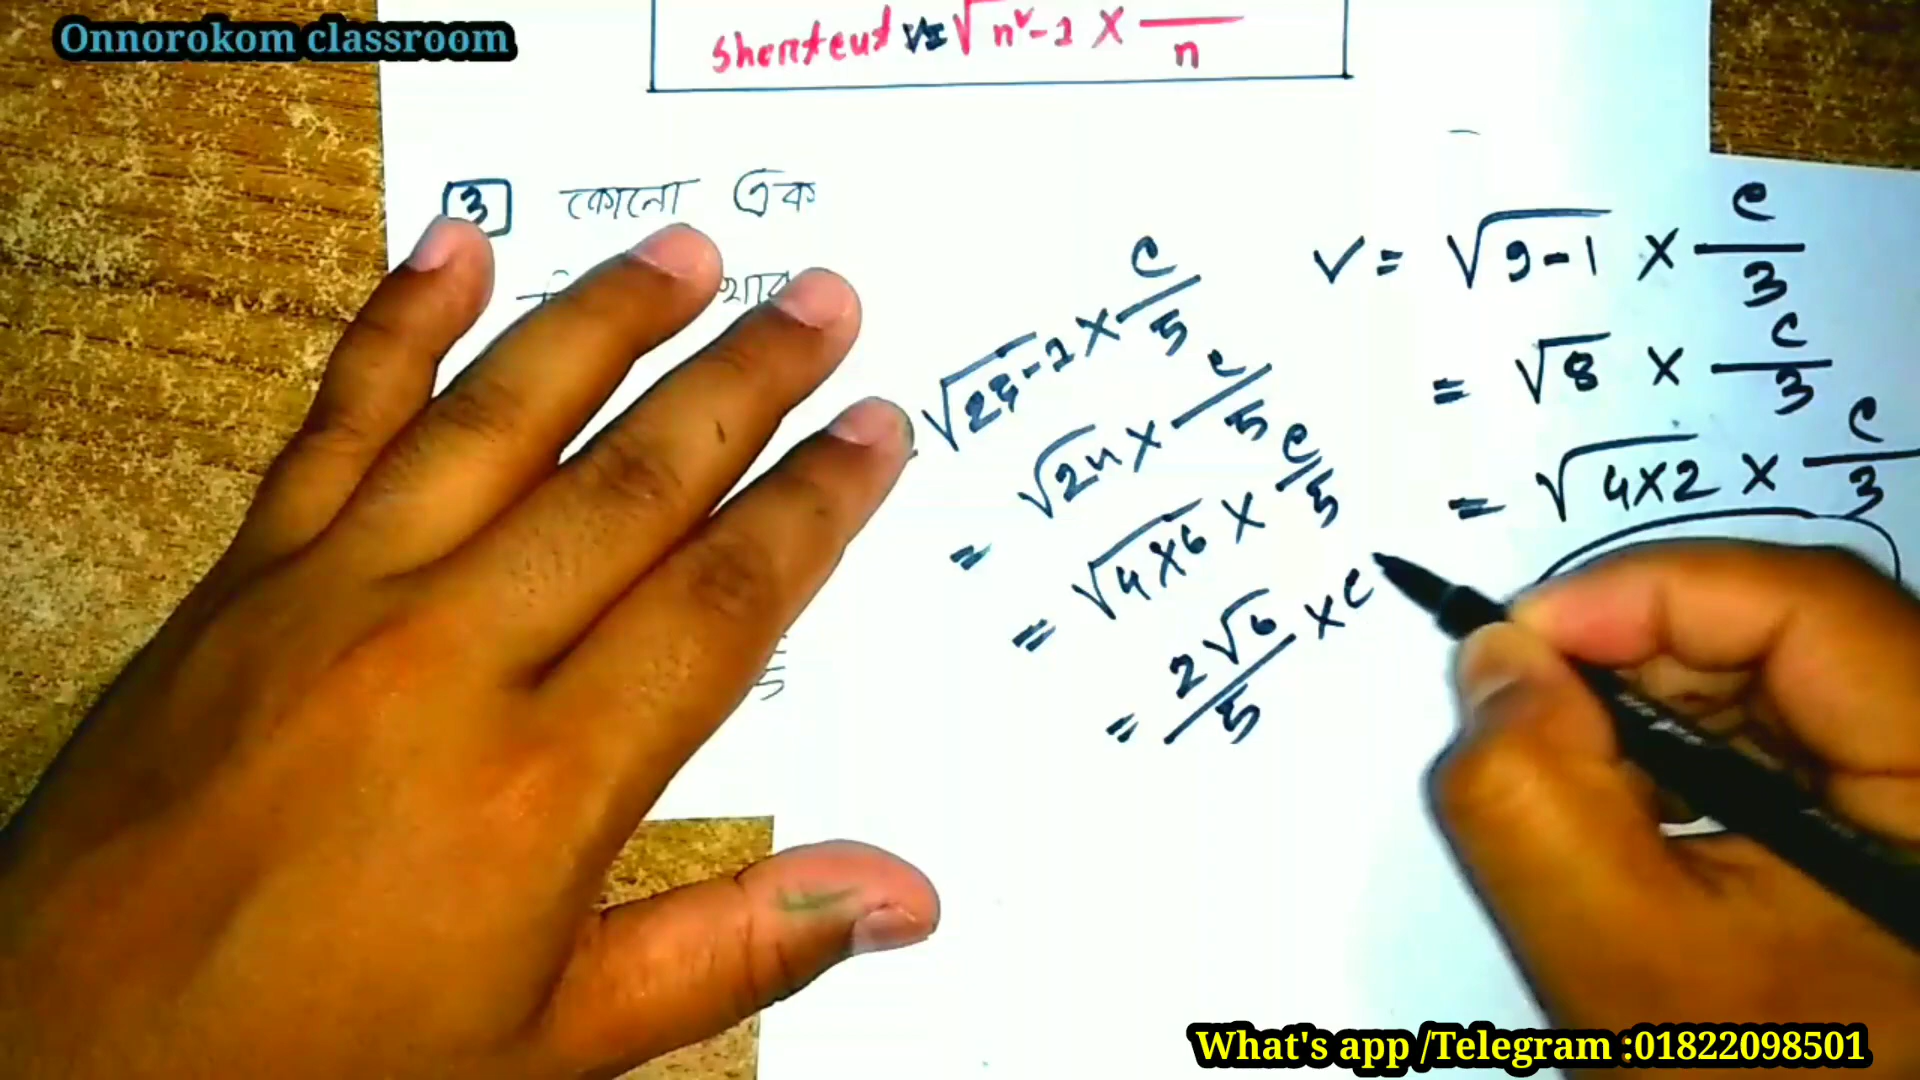 Onnorokom classroom
Shortcut v= √n²-1 × — n
3 কোনো এক
√25-1 × c/5
= √24 × c/5
= √4×6 × c/5
= 2√6/5 × c
v = √9-1 × c/3
= √8 × c/3
= √4×2 × c/3
What's app /Telegram :01822098501